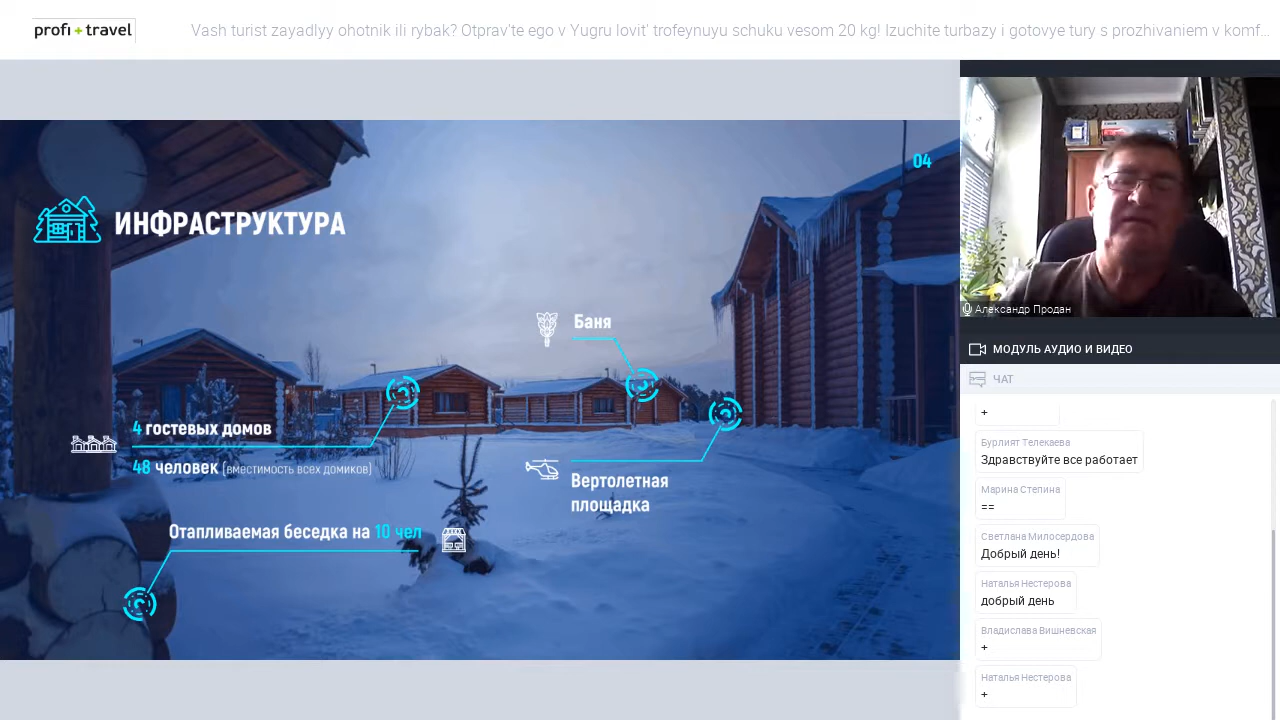 profi + travel
Vash turist zayadlyy ohotnik ili rybak? Otprav'te ego v Yugru lovit' trofeynuyu schuku vesom 20 kg! Izuchite turbazy i gotovye tury s prozhivaniem v komf...
04
ИНФРАСТРУКТУРА
Баня
4 гостевых домов
48 человек (вместимость всех домиков)
Вертолетная
площадка
Отапливаемая беседка на 10 чел
Александр Продан
МОДУЛЬ АУДИО И ВИДЕО
ЧАТ
+
Бурлият Телекаева
Здравствуйте все работает
Марина Степина
==
Светлана Милосердова
Добрый день!
Наталья Нестерова
добрый день
Владислава Вишневская
+
Наталья Нестерова
+